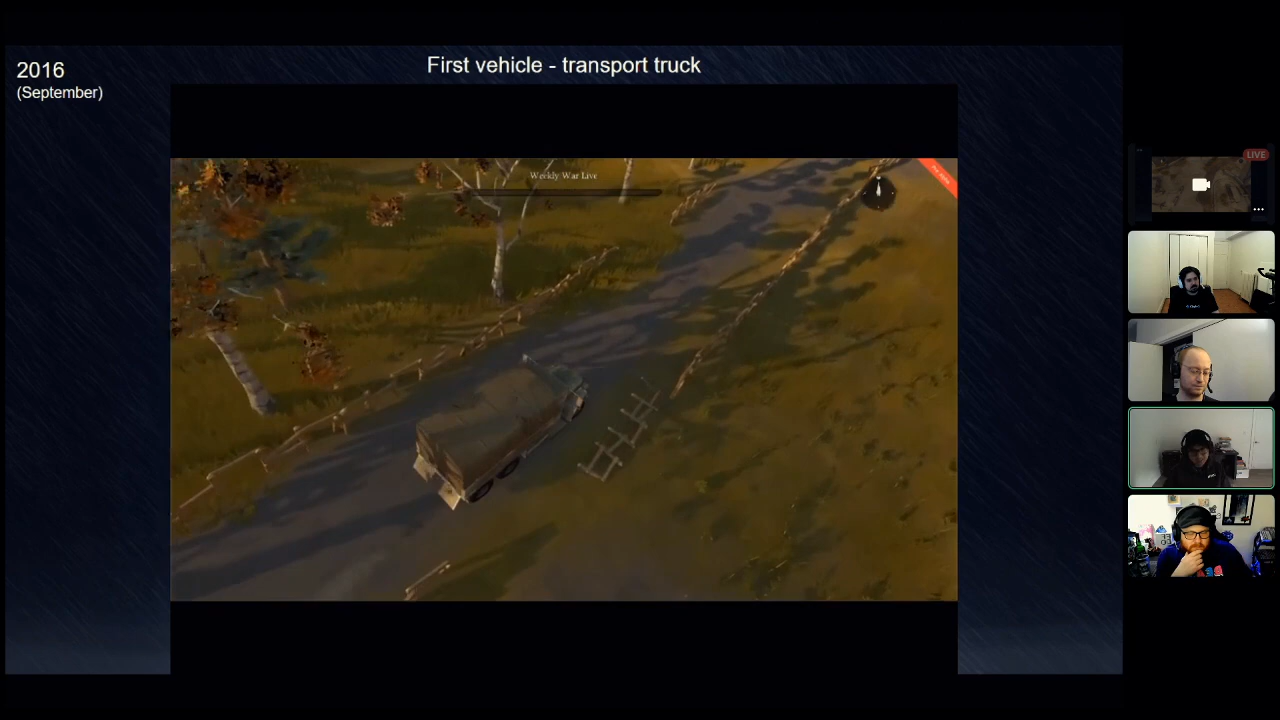 2016
(September)
First vehicle - transport truck
Weekly War Live
LIVE